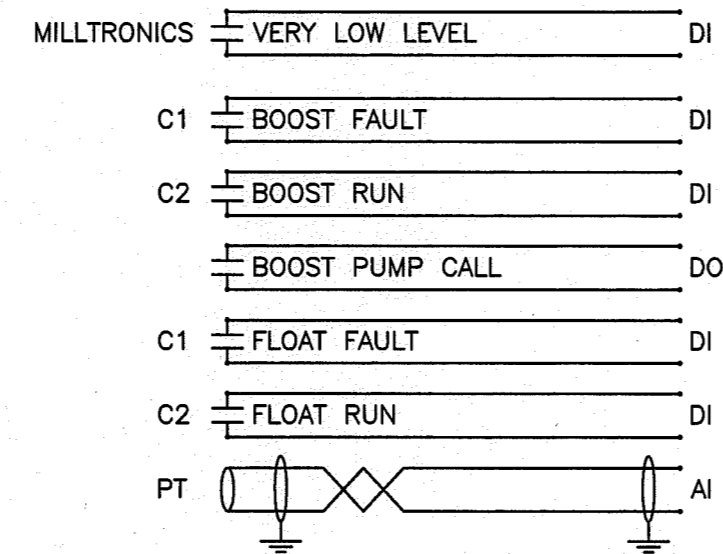 MILLTRONICS VERY LOW LEVEL DI
C1 BOOST FAULT DI
C2 BOOST RUN DI
BOOST PUMP CALL DO
C1 FLOAT FAULT DI
C2 FLOAT RUN DI
PT AI